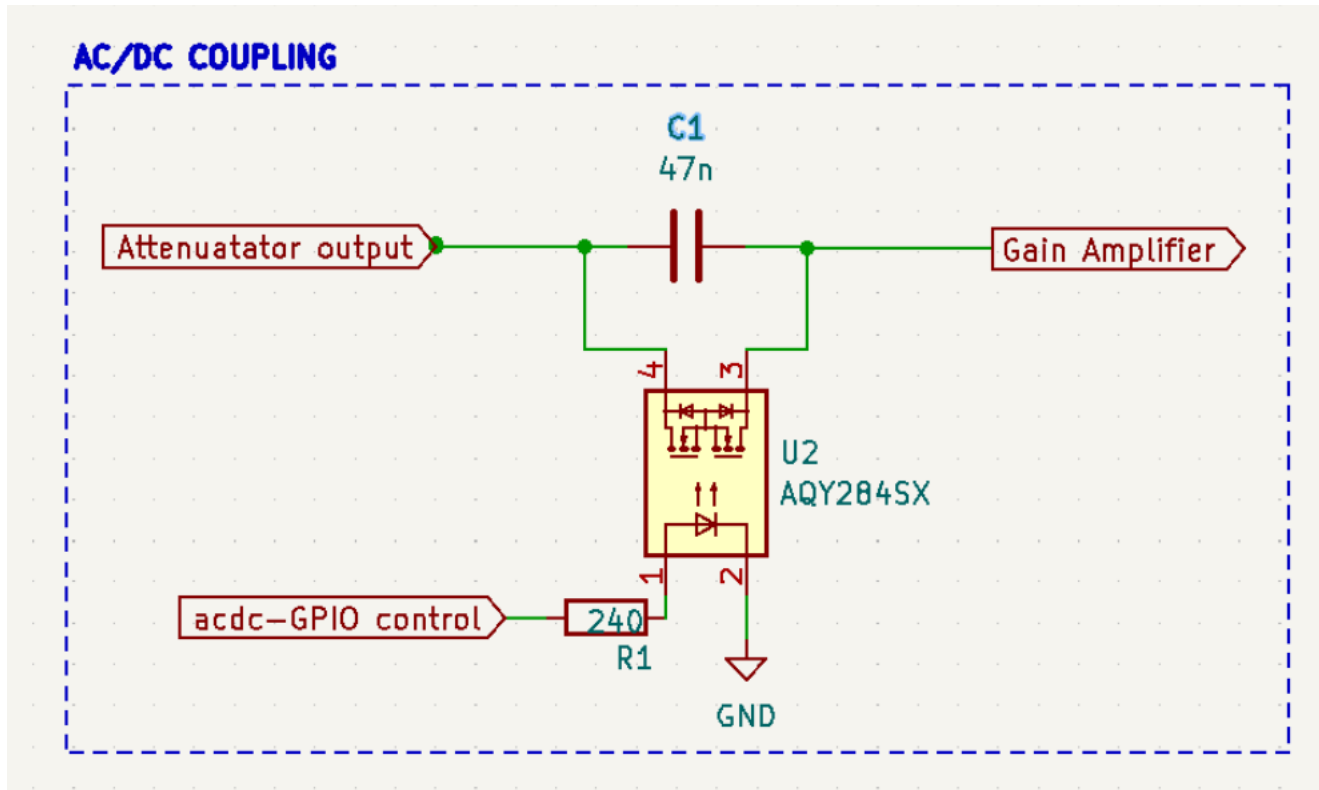 AC/DC COUPLING
C1
47n
Attenuatator output
Gain Amplifier
4
3
U2
AQY284SX
1
2
acdc-GPIO control
240
R1
GND